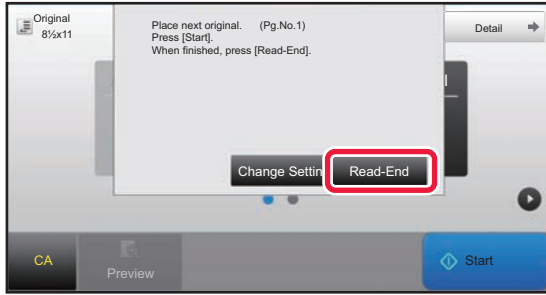 Original
8½x11
Place next original. (Pg.No.1)
Press [Start].
When finished, press [Read-End].
Detail
Change Settin
Read-End
CA
Preview
Start